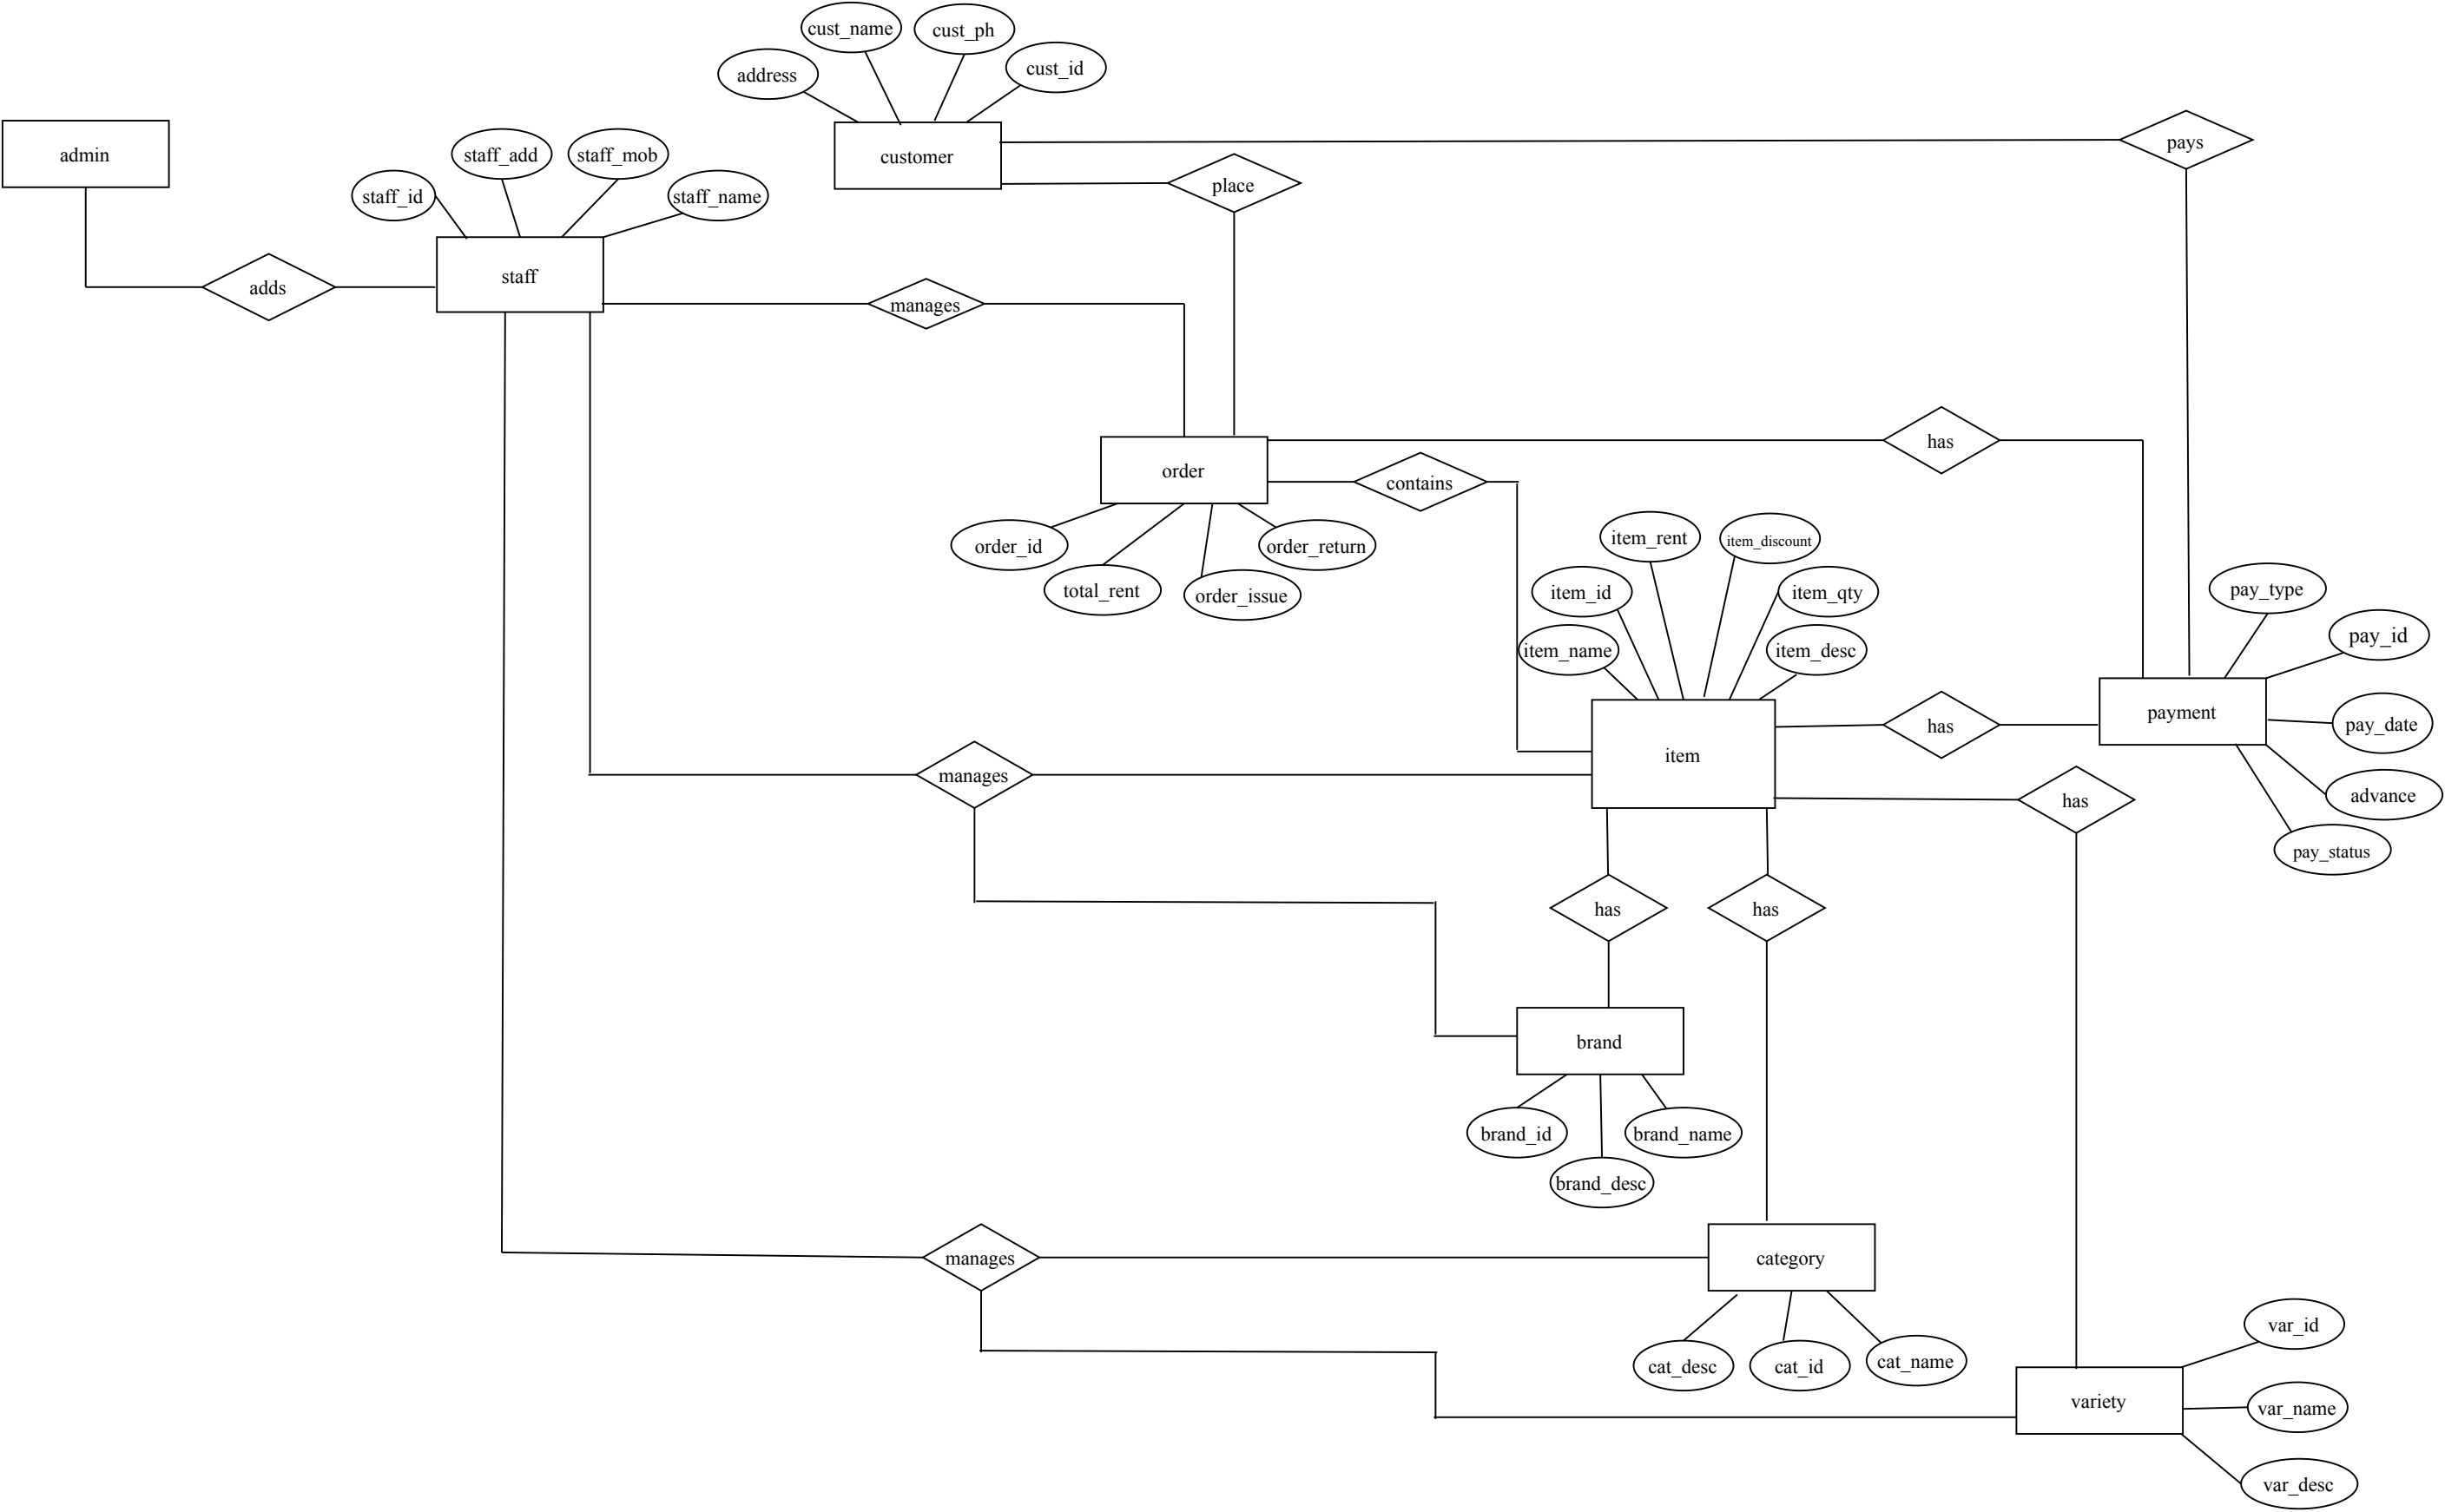 cust_name
cust_ph
cust_id
address
admin
staff_add
staff_mob
customer
pays
staff_id
staff_name
place
staff
adds
manages
has
order
contains
order_id
order_return
item_rent
item_discount
total_rent
order_issue
item_id
item_qty
pay_type
pay_id
item_name
item_desc
payment
has
pay_date
item
manages
has
advance
pay_status
has
has
brand
brand_id
brand_name
brand_desc
manages
category
var_id
cat_desc
cat_id
cat_name
variety
var_name
var_desc